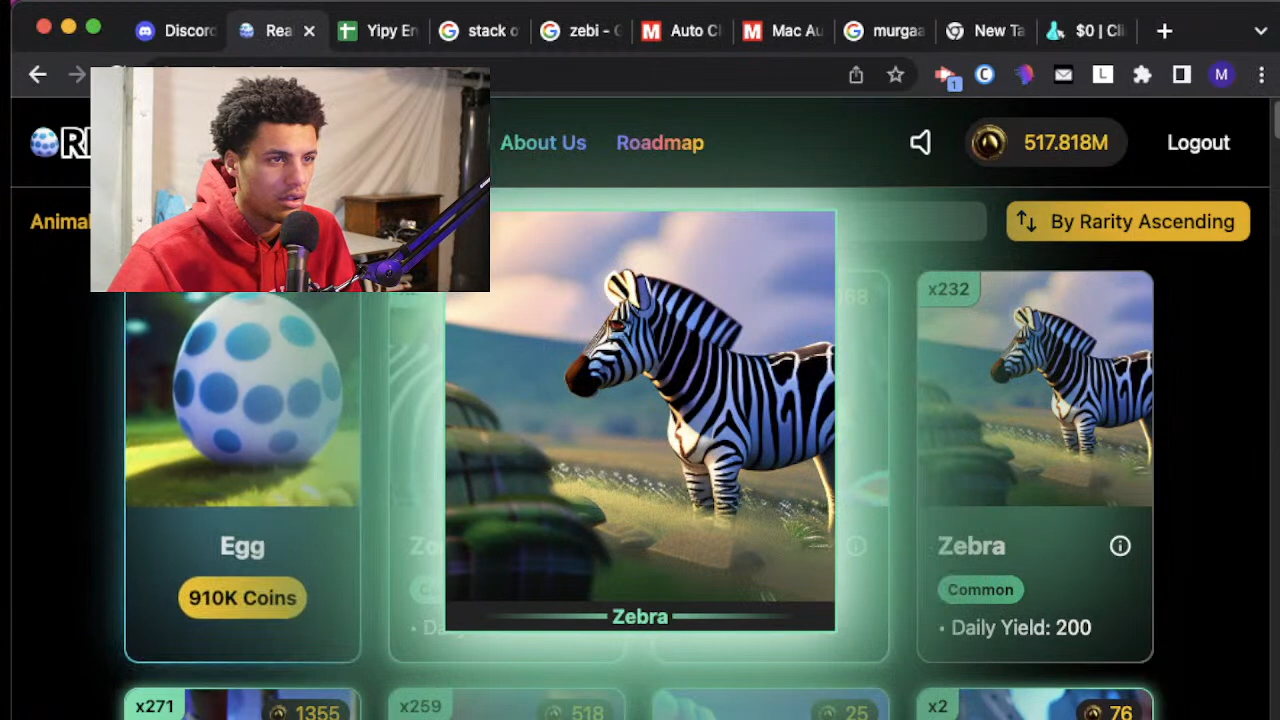 Discord
Rea
Yipy En
stack o
zebi - G
Auto Cl
Mac Au
murgaa
New Ta
$0 | Cli
1
L
M
About Us
Roadmap
517.818M
Logout
Animal
By Rarity Ascending
x232
Egg
910K Coins
Zebra
Zebra
Common
• Daily Yield: 200
x271
1355
x259
518
25
x2
76